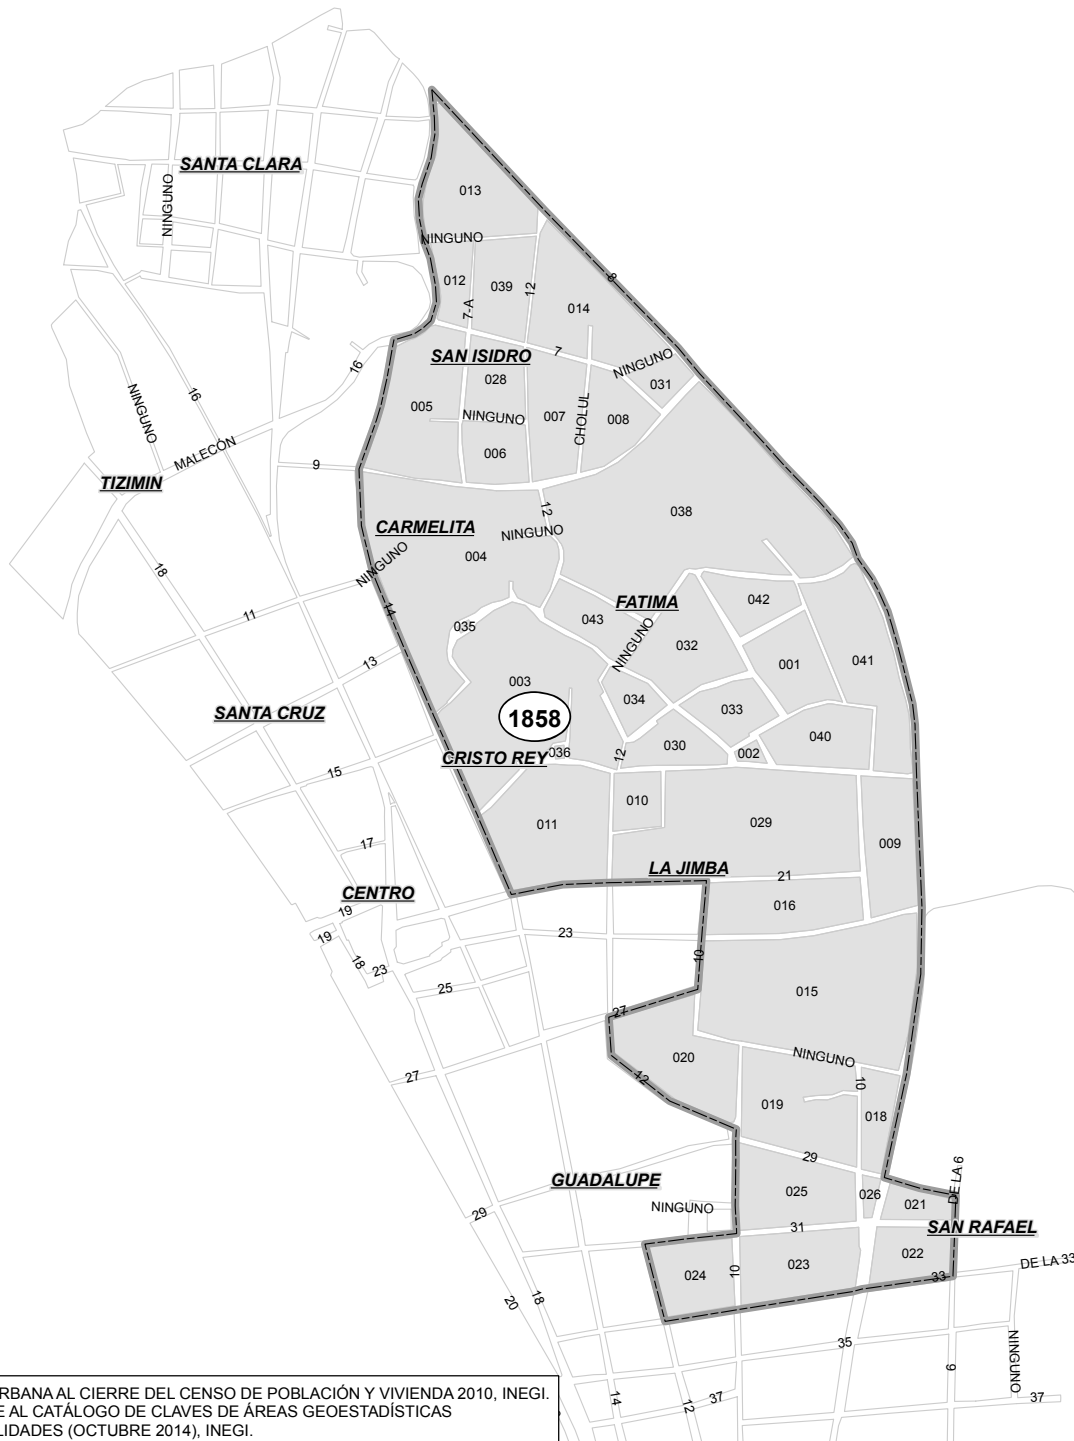 SANTA CLARA
NINGUNO
013
NINGUNO
8
012
039
12
7-A
014
SAN ISIDRO
7
NINGUNO
16
028
031
16
005
NINGUNO
007
CHOLUL
008
NINGUNO
MALECÓN
006
9
TIZIMIN
CARMELITA
12
NINGUNO
038
004
NINGUNO
18
14
11
FATIMA
042
043
035
NINGUNO
032
13
001
041
003
034
SANTA CRUZ
1858
033
040
030
002
12
CRISTO REY
036
15
010
011
029
009
17
LA JIMBA
21
CENTRO
016
19
19
23
10
18
23
25
015
27
020
NINGUNO
12
10
27
019
018
29
DE LA 6
GUADALUPE
025
026
021
NINGUNO
29
31
SAN RAFAEL
022
023
10
024
33
DE LA 33
20
18
35
NINGUNO
6
14
12
37
37
RBANA AL CIERRE DEL CENSO DE POBLACIÓN Y VIVIENDA 2010, INEGI.
E AL CATÁLOGO DE CLAVES DE ÁREAS GEOESTADÍSTICAS
LIDADES (OCTUBRE 2014), INEGI.